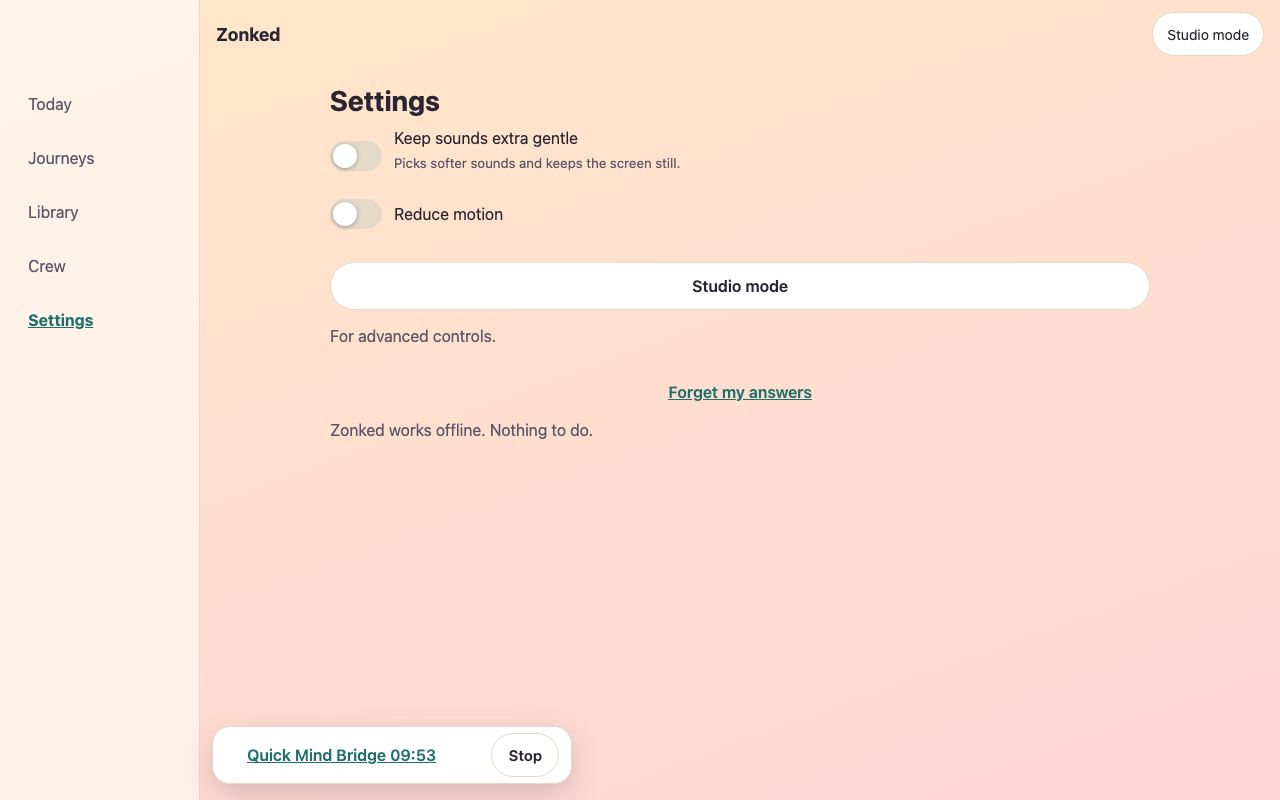 Zonked
Studio mode
Today
Journeys
Library
Crew
Settings
Settings
Keep sounds extra gentle
Picks softer sounds and keeps the screen still.
Reduce motion
Studio mode
For advanced controls.
Forget my answers
Zonked works offline. Nothing to do.
Quick Mind Bridge 09:53
Stop